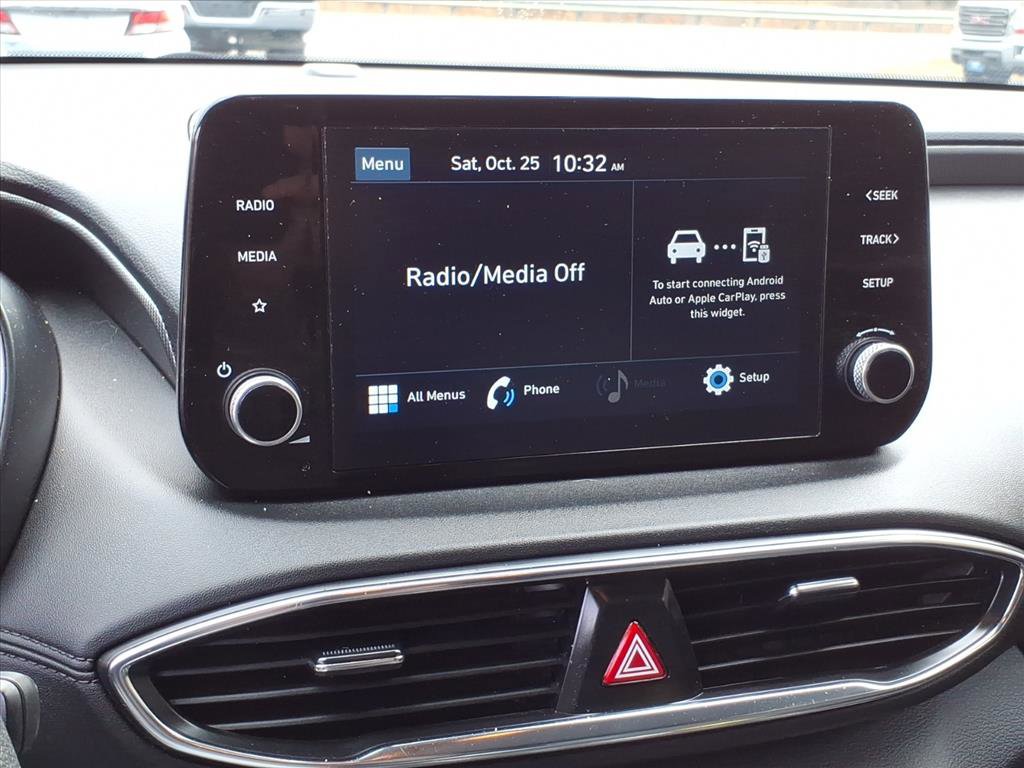 RADIO
MEDIA
Menu
Sat, Oct. 25 10:32 AM
Radio/Media Off
To start connecting Android
Auto or Apple CarPlay, press
this widget.
All Menus
Phone
Media
Setup
<SEEK
TRACK>
SETUP
GMC